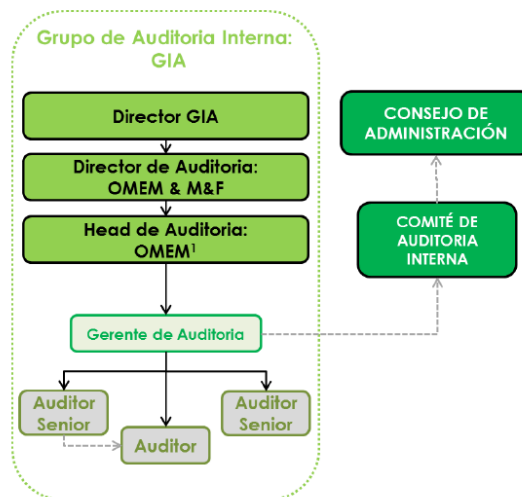 Grupo de Auditoria Interna:
GIA
Director GIA
Director de Auditoria:
OMEM & M&F
Head de Auditoria:
OMEM¹
Gerente de Auditoria
Auditor
Senior
Auditor
Auditor
Senior
CONSEJO DE
ADMINISTRACIÓN
COMITÉ DE
AUDITORIA
INTERNA